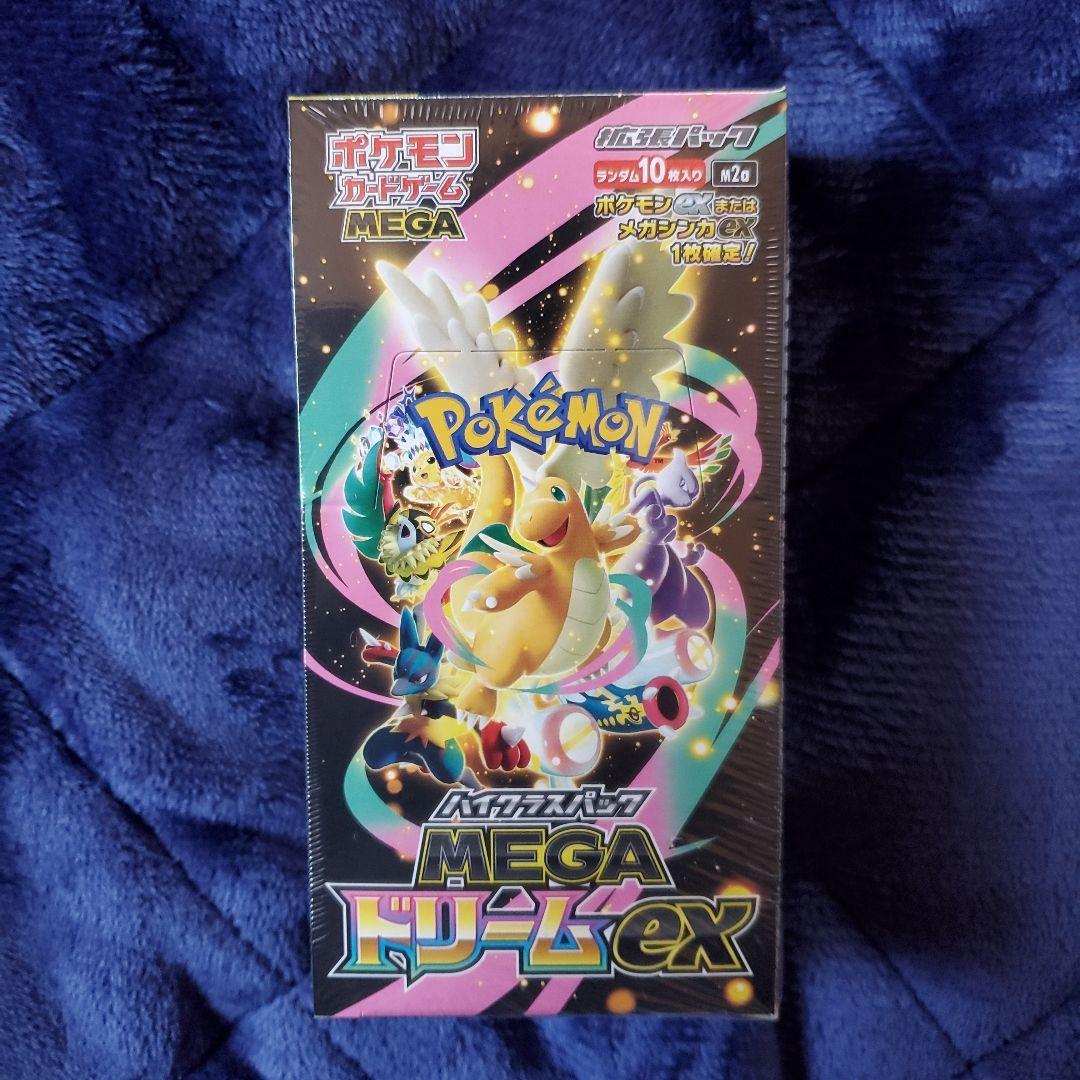 ポケモン
カードゲーム™
MEGA
拡張パック
ランダム10枚入り M2a
ポケモンexまたは
メガシンカex
1枚確定！
POKÉMON™
ハイクラスパック
MEGA
ドリームex